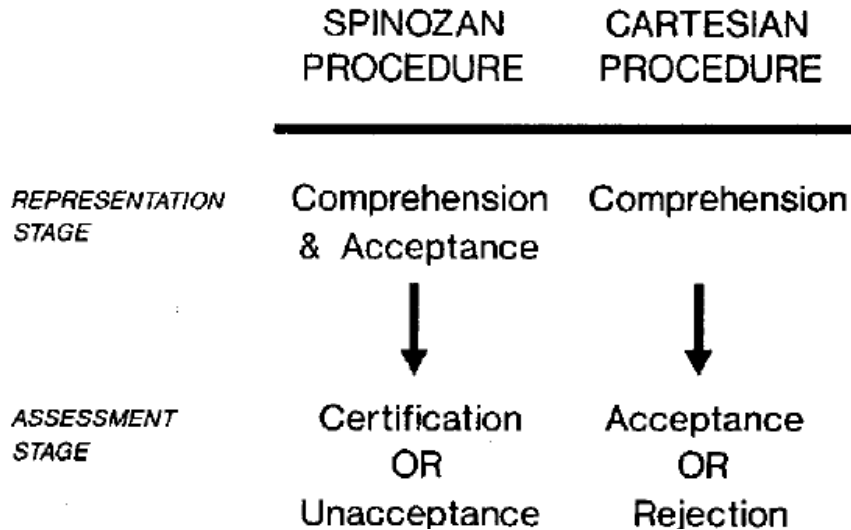 SPINOZAN CARTESIAN
PROCEDURE PROCEDURE
REPRESENTATION Comprehension Comprehension
STAGE & Acceptance
ASSESSMENT Certification Acceptance
STAGE OR OR
Unacceptance Rejection